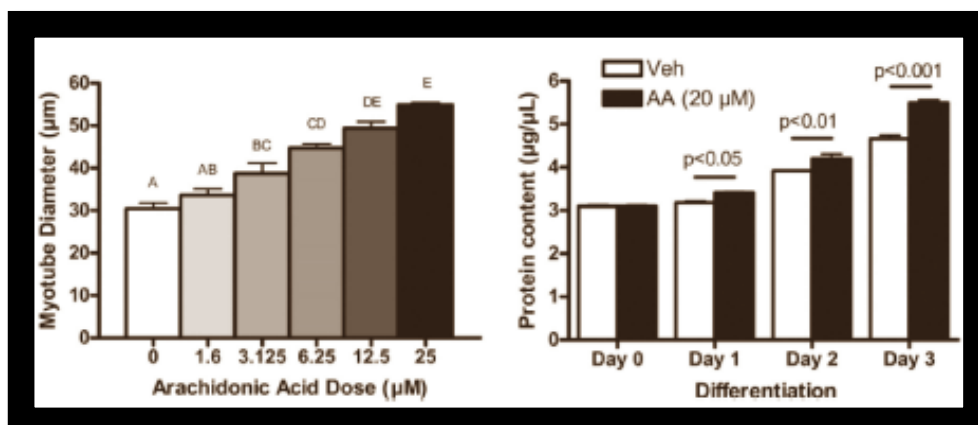 Myotube Diameter (µm)
60
50
40
30
20
10
0
A
AB
BC
CD
DE
E
0 1.6 3.125 6.25 12.5 25
Arachidonic Acid Dose (µM)
Protein content (µg/µL)
6
5
4
3
2
1
0
Veh
AA (20 µM)
p<0.05
p<0.01
p<0.001
Day 0 Day 1 Day 2 Day 3
Differentiation